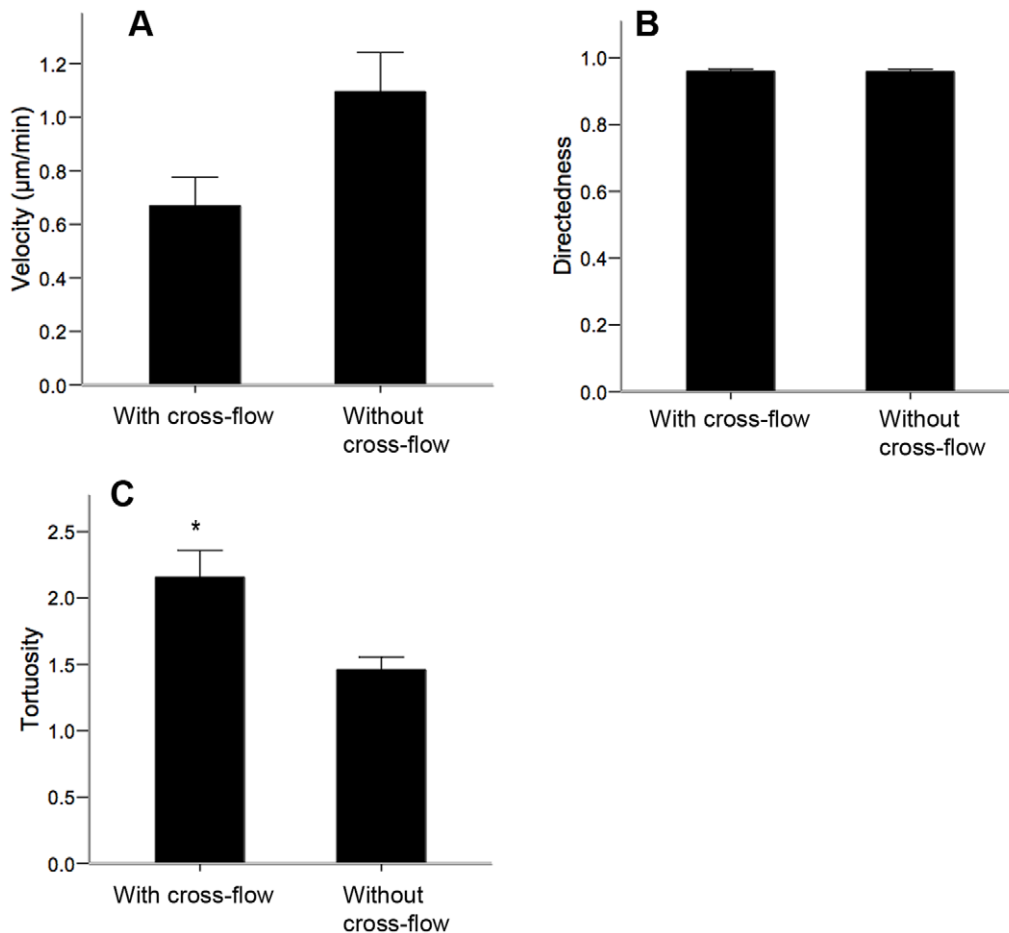 A
Velocity (µm/min)
1.2
1.0
0.8
0.6
0.4
0.2
0.0
With cross-flow
Without
cross-flow
B
Directedness
1.0
0.8
0.6
0.4
0.2
0.0
With cross-flow
Without
cross-flow
C
*
Tortuosity
2.5
2.0
1.5
1.0
0.5
0.0
With cross-flow
Without
cross-flow